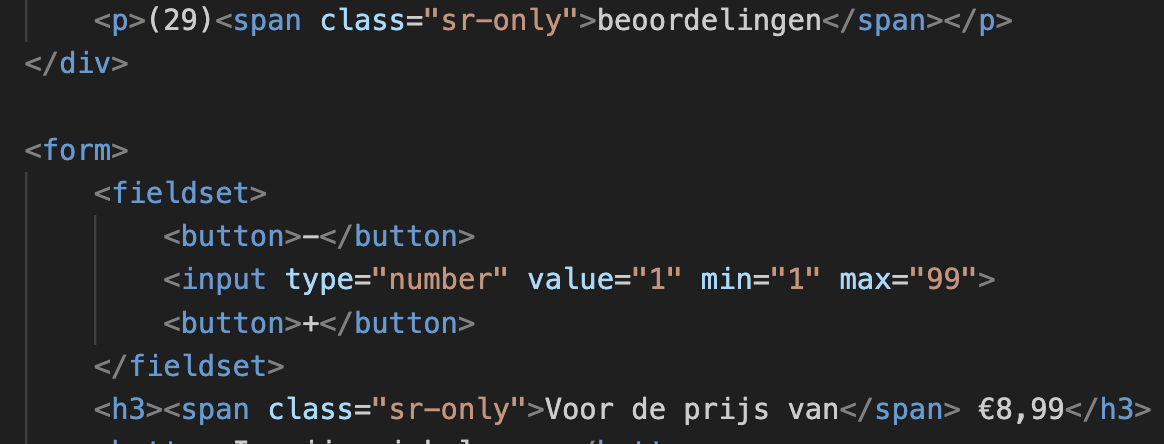 <p>(29)<span class="sr-only">beoordelingen</span></p>
</div>
<form>
<fieldset>
<button>−</button>
<input type="number" value="1" min="1" max="99">
<button>+</button>
</fieldset>
<h3><span class="sr-only">Voor de prijs van</span> €8,99</h3>